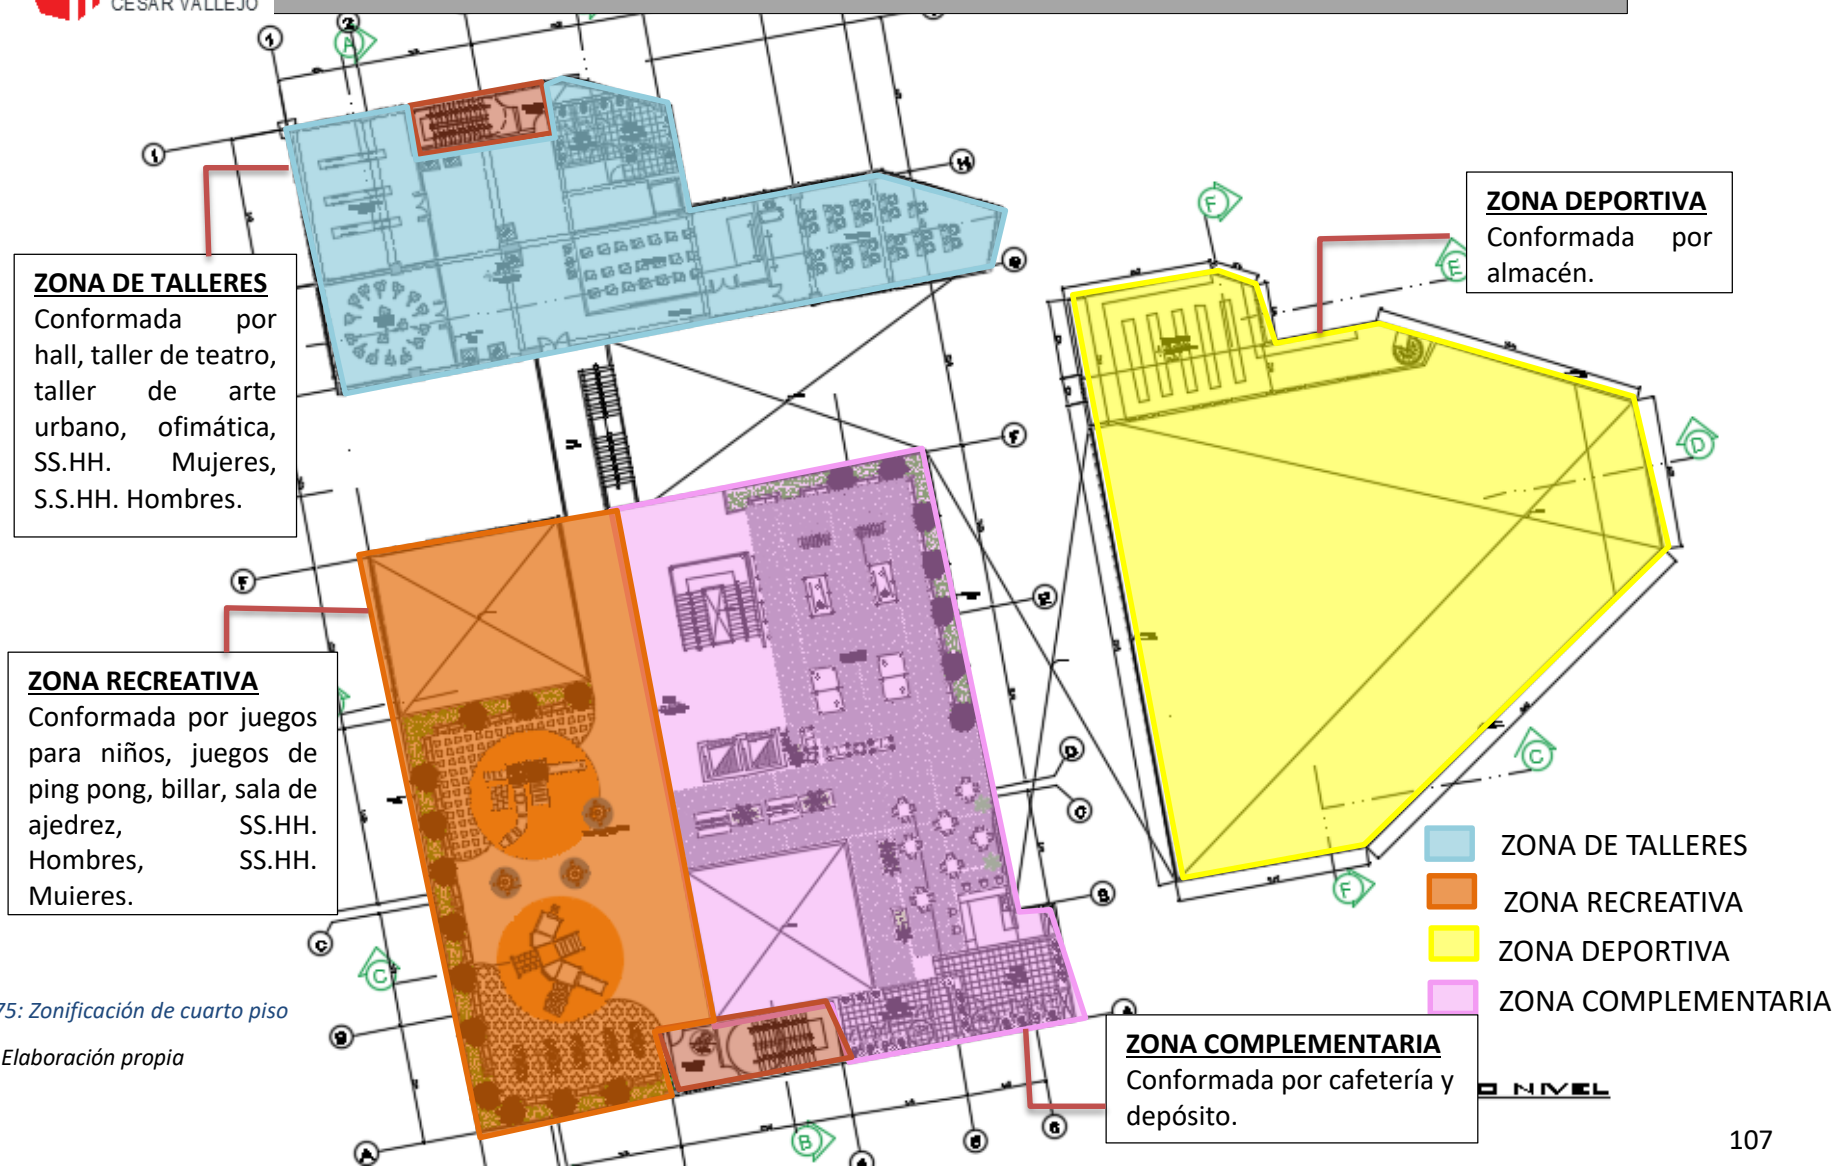 CESAR VALLEJO
ZONA DE TALLERES
Conformada por
hall, taller de teatro,
taller de arte
urbano, ofimática,
SS.HH. Mujeres,
S.S.HH. Hombres.
ZONA DEPORTIVA
Conformada por
almacén.
ZONA RECREATIVA
Conformada por juegos
para niños, juegos de
ping pong, billar, sala de
ajedrez, SS.HH.
Hombres, SS.HH.
Mujeres.
ZONA DE TALLERES
ZONA RECREATIVA
ZONA DEPORTIVA
ZONA COMPLEMENTARIA
75: Zonificación de cuarto piso
Elaboración propia
ZONA COMPLEMENTARIA
Conformada por cafetería y
depósito.
O NIVEL
107